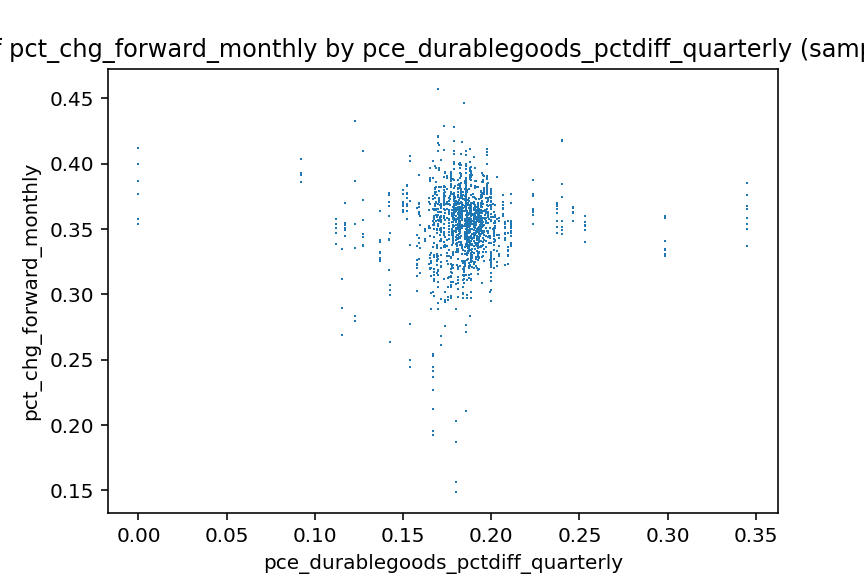 pct_chg_forward_monthly by pce_durablegoods_pctdiff_quarterly
pct_chg_forward_monthly
0.45
0.40
0.35
0.30
0.25
0.20
0.15
0.00 0.05 0.10 0.15 0.20 0.25 0.30 0.35
pce_durablegoods_pctdiff_quarterly